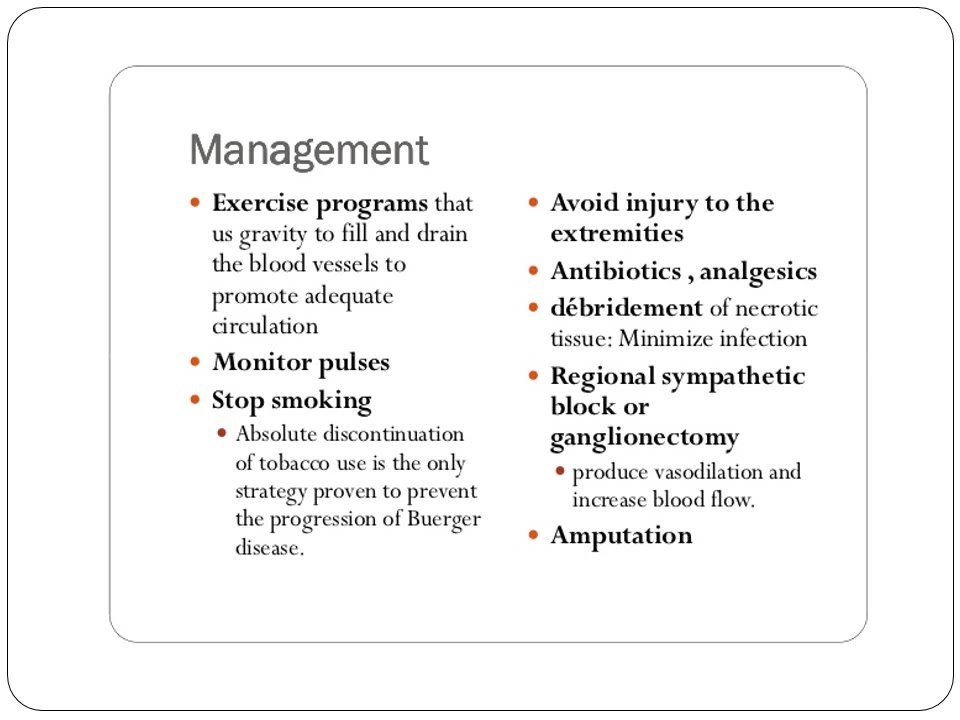 Management
• Exercise programs that
us gravity to fill and drain
the blood vessels to
promote adequate
circulation
• Monitor pulses
• Stop smoking
• Absolute discontinuation
of tobacco use is the only
strategy proven to prevent
the progression of Buerger
disease.
• Avoid injury to the
extremities
• Antibiotics , analgesics
• débridement of necrotic
tissue: Minimize infection
• Regional sympathetic
block or
ganglionectomy
• produce vasodilation and
increase blood flow.
• Amputation